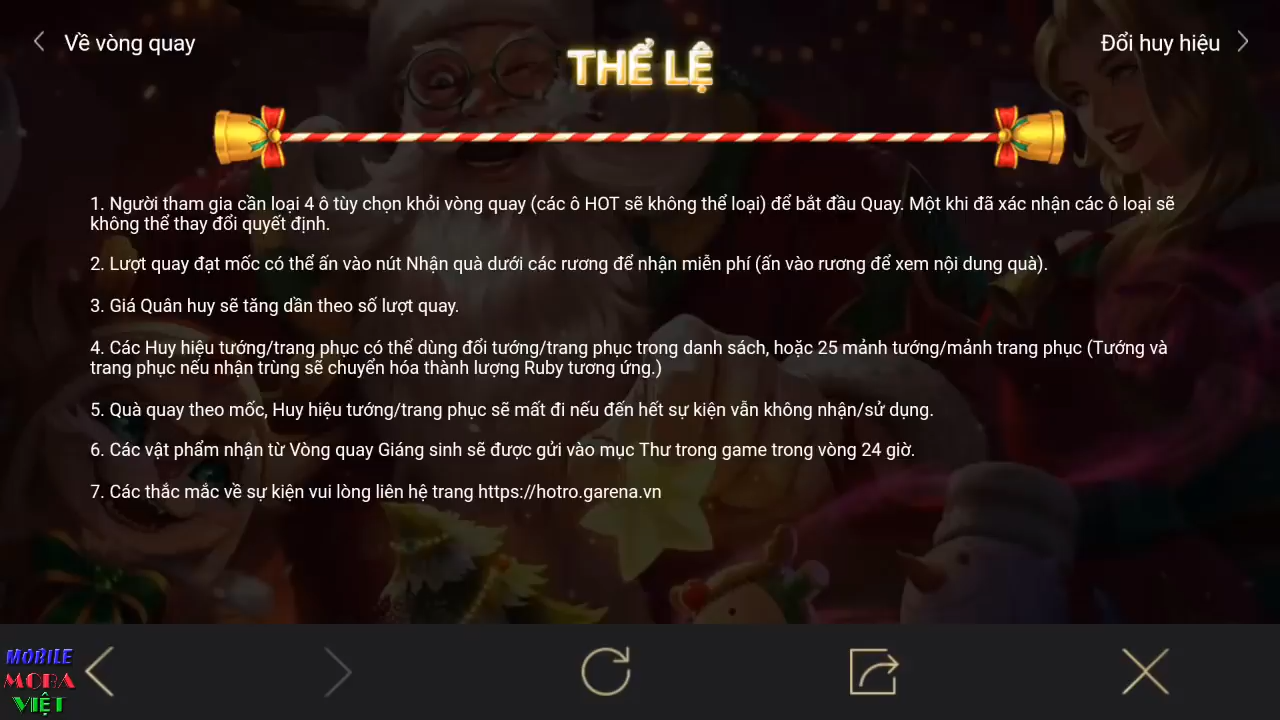 Về vòng quay
Đổi huy hiệu
THỂ LỆ
1. Người tham gia cần loại 4 ô tùy chọn khỏi vòng quay (các ô HOT sẽ không thể loại) để bắt đầu Quay. Một khi đã xác nhận các ô loại sẽ
không thể thay đổi quyết định.
2. Lượt quay đạt mốc có thể ấn vào nút Nhận quà dưới các rương để nhận miễn phí (ấn vào rương để xem nội dung quà).
3. Giá Quân huy sẽ tăng dần theo số lượt quay.
4. Các Huy hiệu tướng/trang phục có thể dùng đổi tướng/trang phục trong danh sách, hoặc 25 mảnh tướng/mảnh trang phục (Tướng và
trang phục nếu nhận trùng sẽ chuyển hóa thành lượng Ruby tương ứng.)
5. Quà quay theo mốc, Huy hiệu tướng/trang phục sẽ mất đi nếu đến hết sự kiện vẫn không nhận/sử dụng.
6. Các vật phẩm nhận từ Vòng quay Giáng sinh sẽ được gửi vào mục Thư trong game trong vòng 24 giờ.
7. Các thắc mắc về sự kiện vui lòng liên hệ trang https://hotro.garena.vn
MOBILE
MOBA
VIỆT